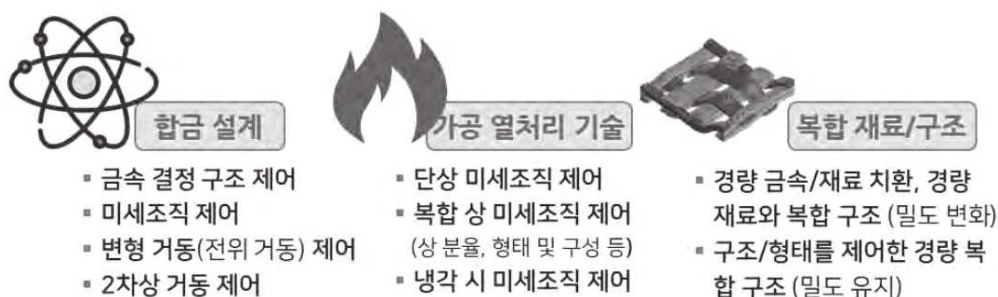 합금 설계
▪ 금속 결정 구조 제어
▪ 미세조직 제어
▪ 변형 거동(전위 거동) 제어
▪ 2차상 거동 제어
가공 열처리 기술
▪ 단상 미세조직 제어
▪ 복합 상 미세조직 제어
(상 분율, 형태 및 구성 등)
▪ 냉각 시 미세조직 제어
복합 재료/구조
▪ 경량 금속/재료 치환, 경량
재료와 복합 구조 (밀도 변화)
▪ 구조/형태를 제어한 경량 복
합 구조 (밀도 유지)